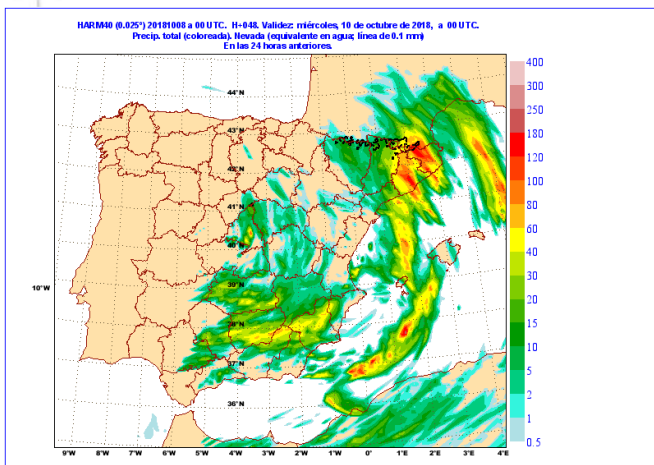 HARM40 (0.025°) 20181008 a 00 UTC. H+048. Validez: miércoles, 10 de octubre de 2018, a 00 UTC.
Precip. total (coloreada). Nevada (equivalente en agua; línea de 0.1 mm)
En las 24 horas anteriores.
44°N
43°N
42°N
41°N
40°N
39°N
38°N
37°N
36°N
10°W
9°W 8°W 7°W 6°W 5°W 4°W 3°W 2°W 1°W 0° 1°E 2°E 3°E 4°E
400
300
250
180
120
100
80
60
40
30
20
15
10
5
2
1
0.5